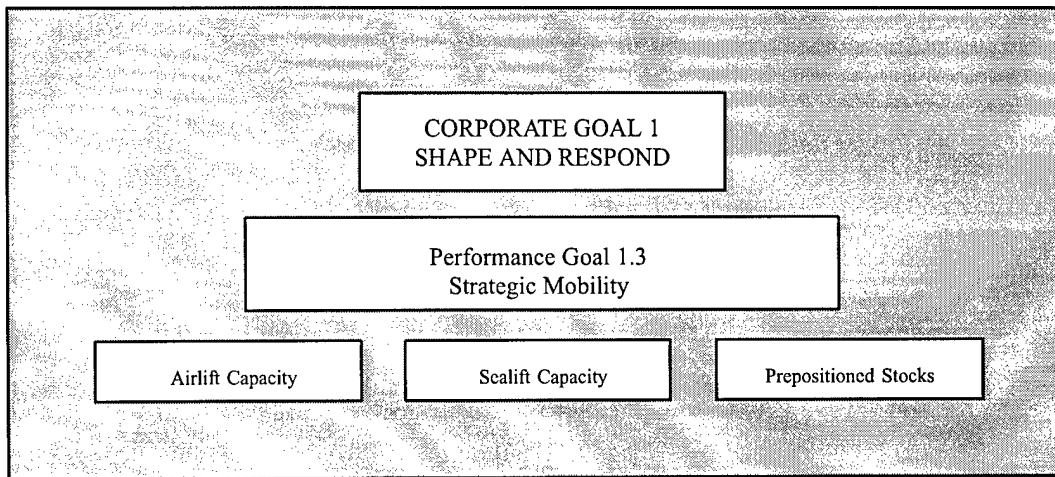 CORPORATE GOAL 1
SHAPE AND RESPOND
Performance Goal 1.3
Strategic Mobility
Airlift Capacity
Sealift Capacity
Prepositioned Stocks